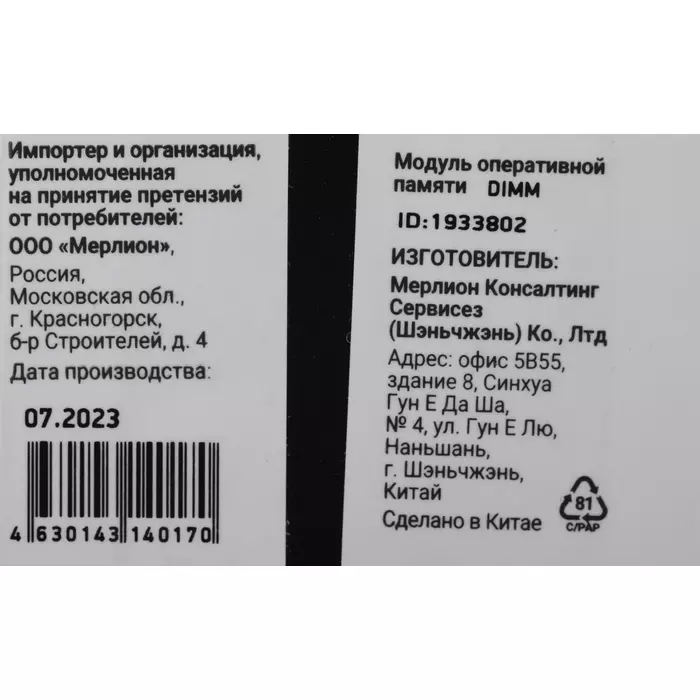 Импортер и организация,
уполномоченная
на принятие претензий
от потребителей:
ООО «Мерлион»,
Россия,
Московская обл.,
г. Красногорск,
б-р Строителей, д. 4
Дата производства:
07.2023
4 630143 140170
Модуль оперативной
памяти DIMM
ID:1933802
ИЗГОТОВИТЕЛЬ:
Мерлион Консалтинг
Сервисез
(Шэньчжэнь) Ко., Лтд
Адрес: офис 5В55,
здание 8, Синхуа
Гун Е Да Ша,
№ 4, ул. Гун Е Лю,
Наньшань,
г. Шэньчжэнь,
Китай
Сделано в Китае
81
C/PAP